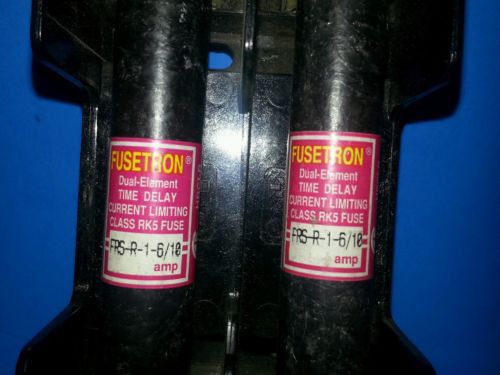 FUSETRON®
Dual-Element
TIME DELAY
CURRENT LIMITING
CLASS RK5 FUSE
FRS-R-1-6/10
amp
FUSETRON®
Dual-Element
TIME DELAY
CURRENT LIMITING
CLASS RK5 FUSE
FRS-R-1-6/10
amp